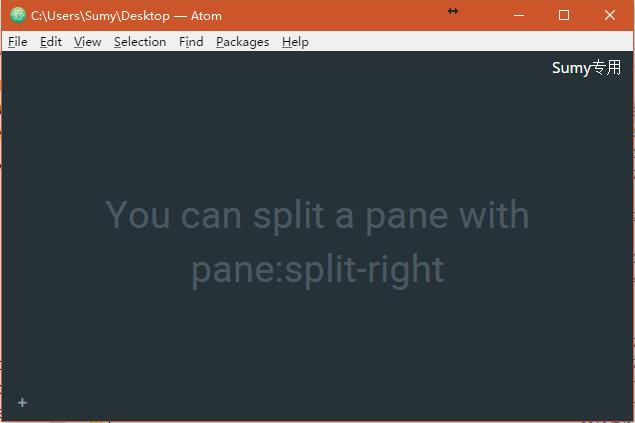 C:\Users\Sumy\Desktop — Atom
File Edit View Selection Find Packages Help
Sumy专用
You can split a pane with
pane:split-right
+